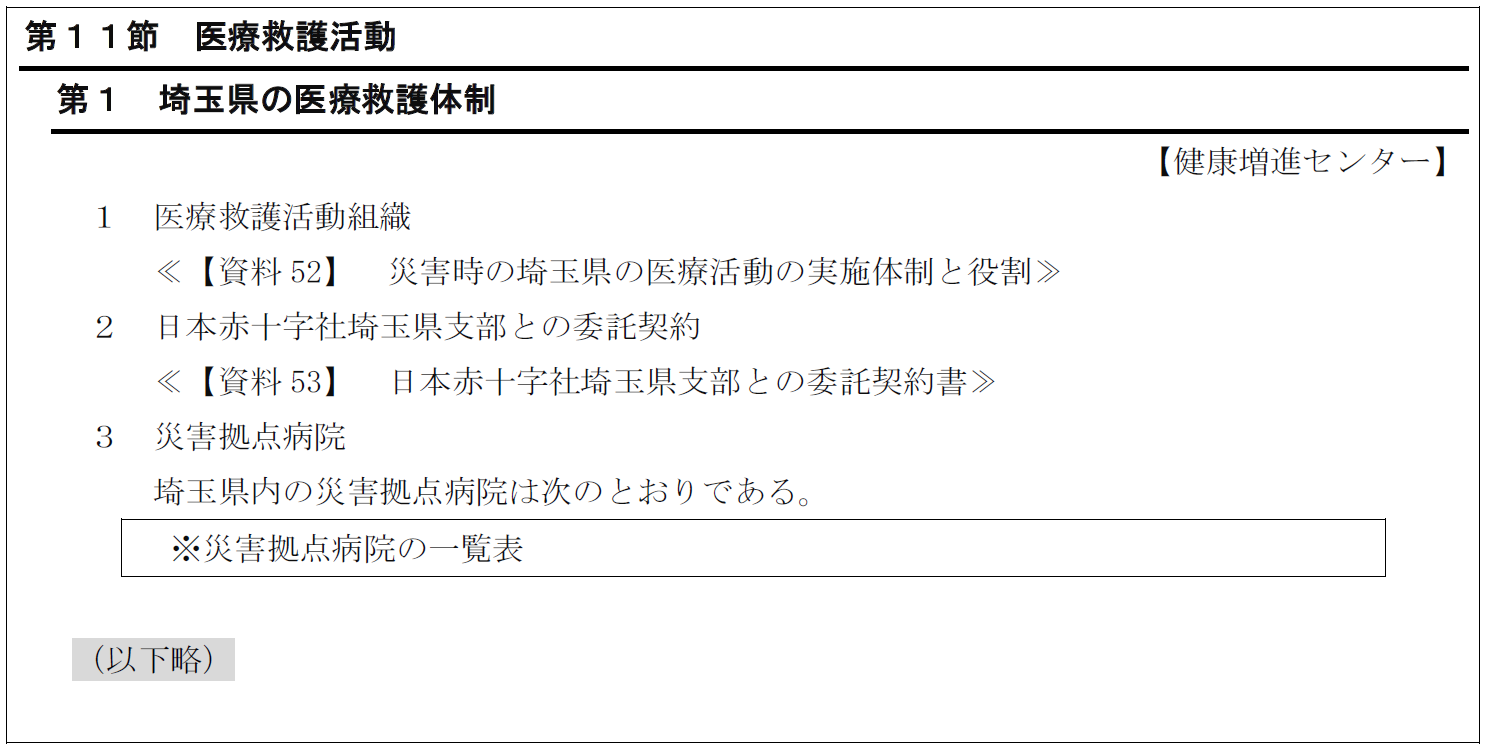 第１１節　医療救護活動
第１　埼玉県の医療救護体制
【健康増進センター】
１　医療救護活動組織
≪【資料 52】　災害時の埼玉県の医療活動の実施体制と役割≫
２　日本赤十字社埼玉県支部との委託契約
≪【資料 53】　日本赤十字社埼玉県支部との委託契約書≫
３　災害拠点病院
埼玉県内の災害拠点病院は次のとおりである。
※災害拠点病院の一覧表
（以下略）